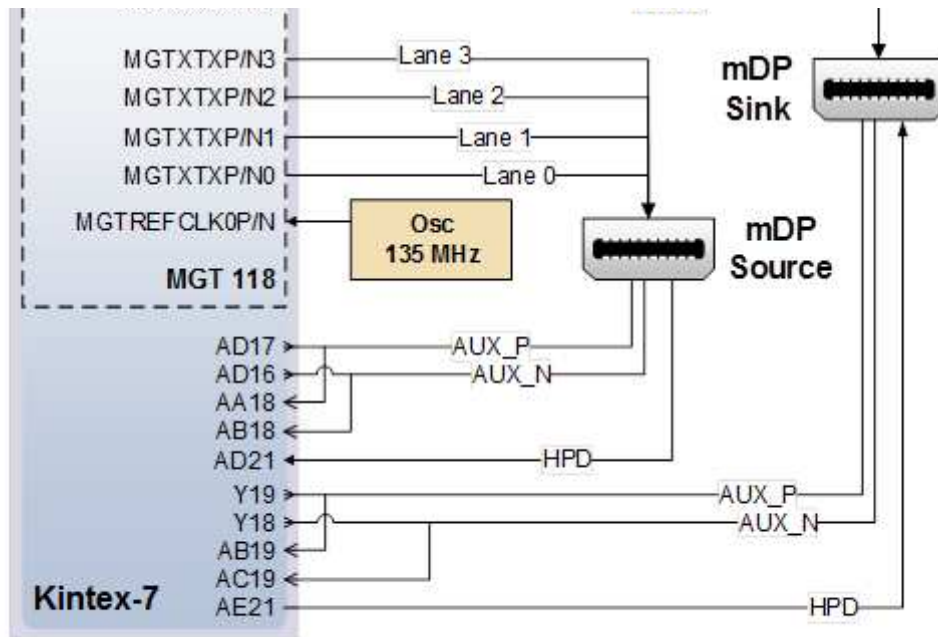 MGTXTXP/N3
Lane 3
MGTXTXP/N2
Lane 2
MGTXTXP/N1
Lane 1
MGTXTXP/N0
Lane 0
MGTREFCLK0P/N
Osc
135 MHz
MGT 118
mDP
Sink
mDP
Source
AD17
AUX_P
AD16
AUX_N
AA18
AB18
AD21
HPD
Y19
AUX_P
Y18
AUX_N
AB19
AC19
AE21
HPD
Kintex-7